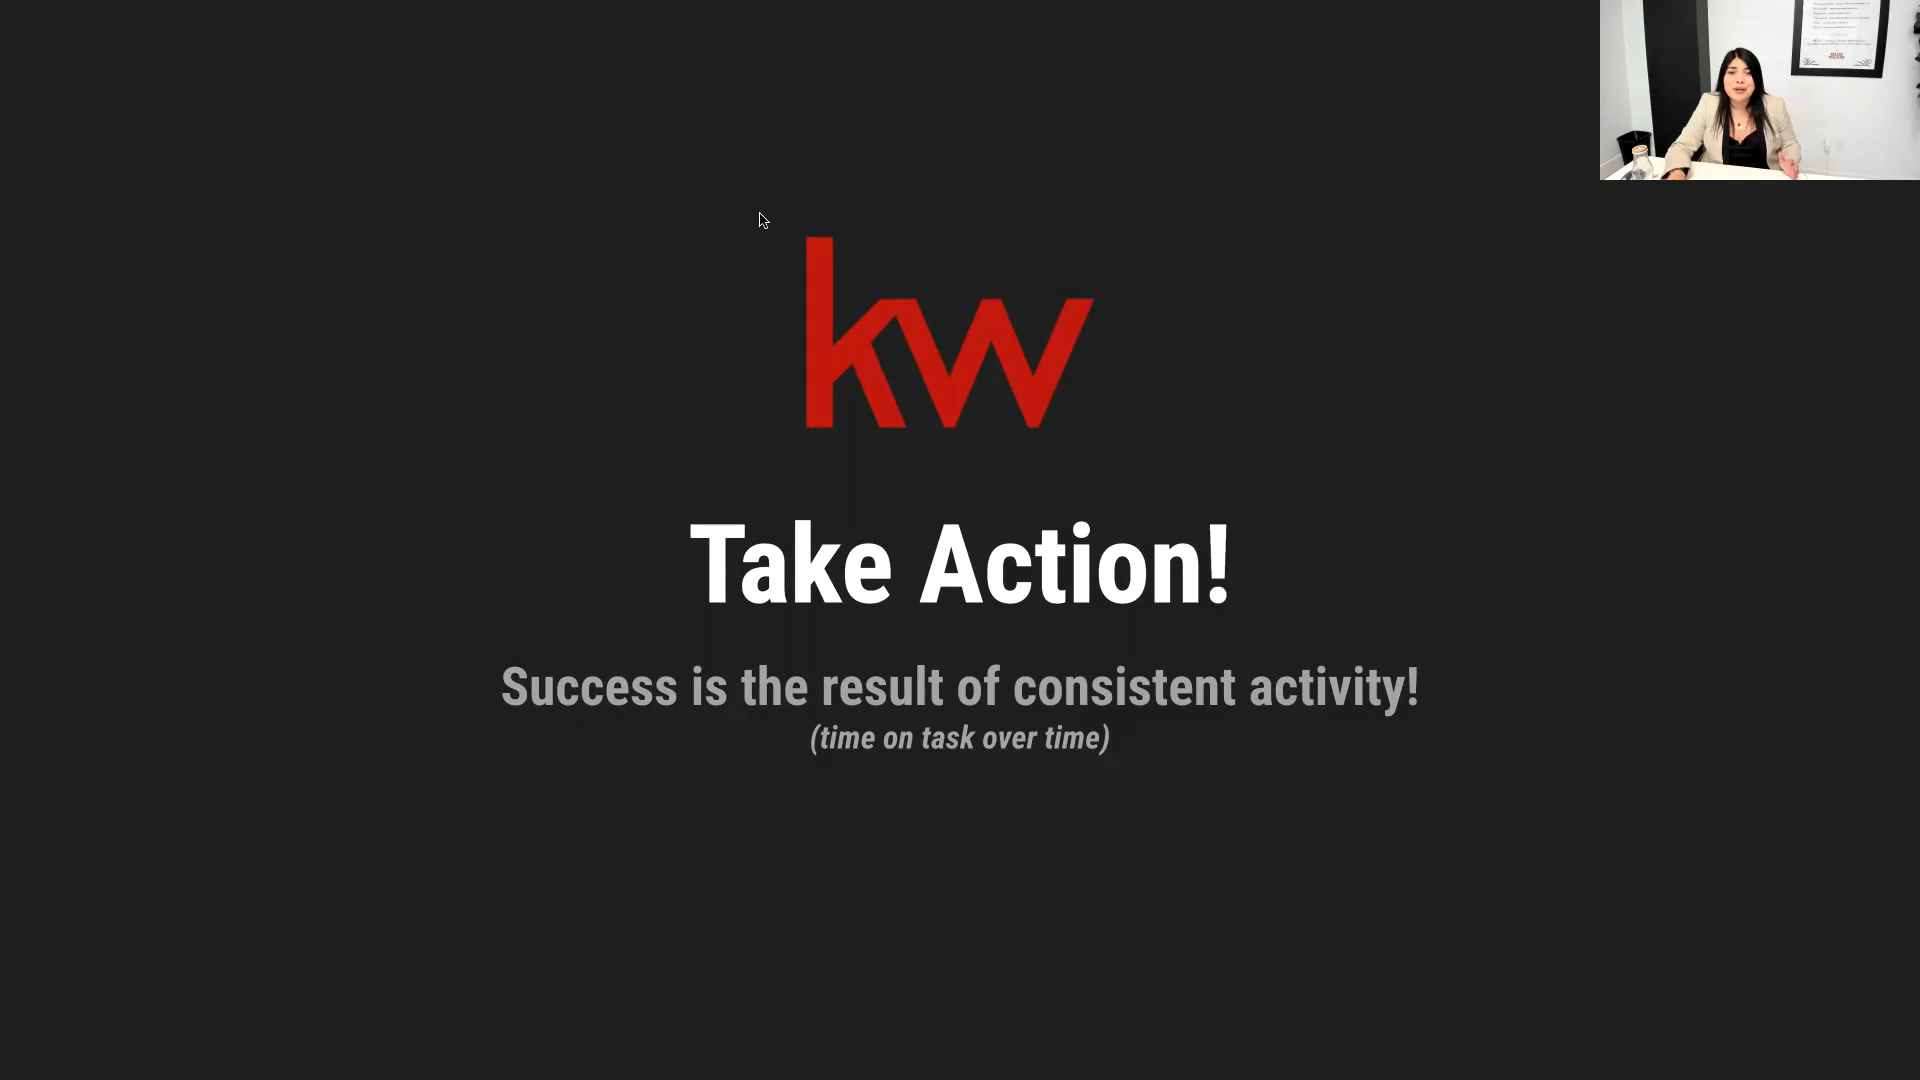 kw
Take Action!
Success is the result of consistent activity!
(time on task over time)